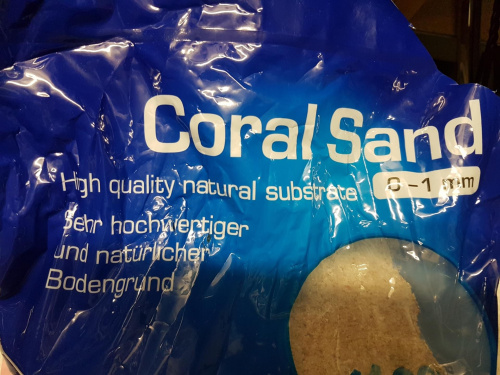 Coral Sand
High quality natural substrate 0-1 mm
Sehr hochwertiger
und natürlicher
Bodengrund